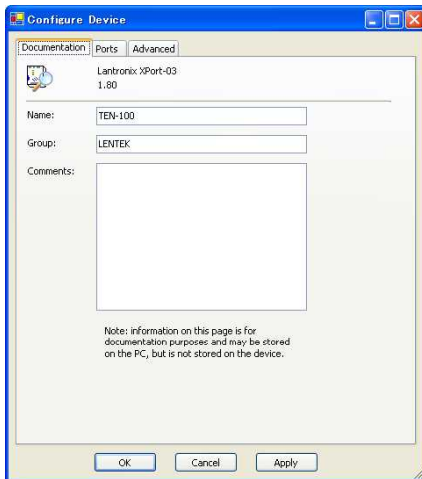 Configure Device
Documentation Ports Advanced
Lantronix XPort-03
1.80
Name: TEN-100
Group: LENTEK
Comments:
Note: information on this page is for
documentation purposes and may be stored
on the PC, but is not stored on the device.
OK Cancel Apply